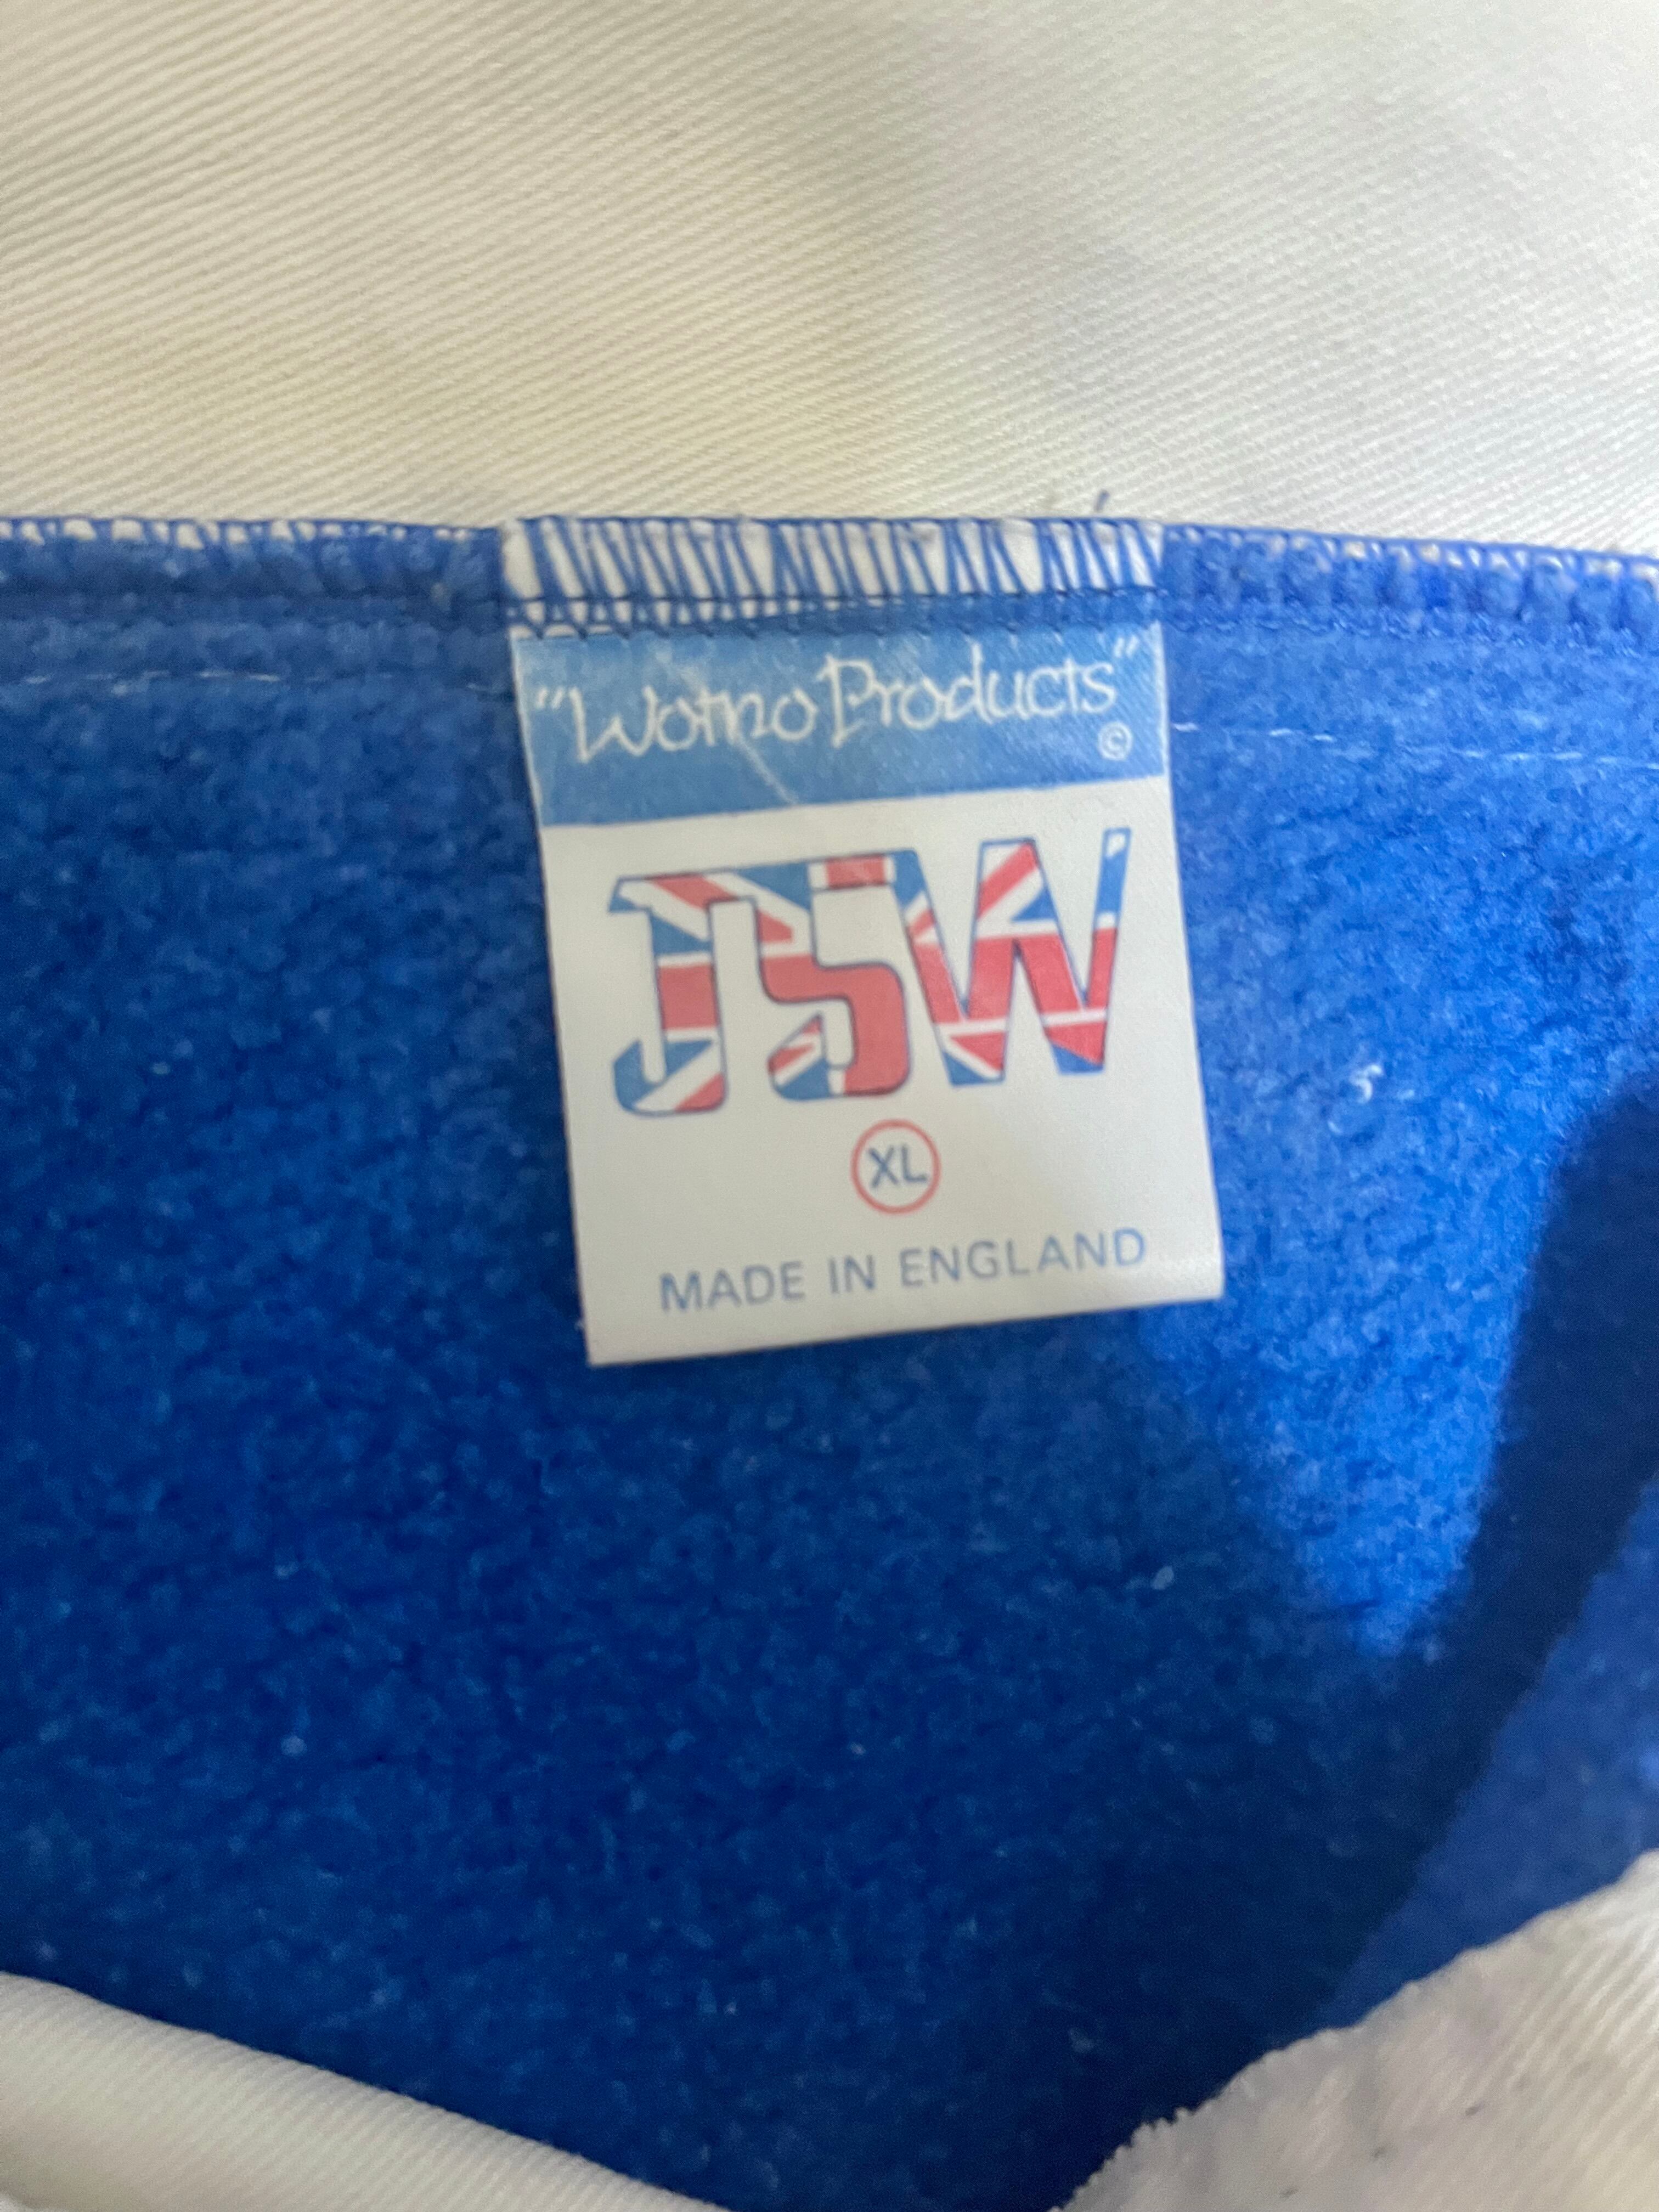 "Wotno Products"
©
JSW
XL
MADE IN ENGLAND